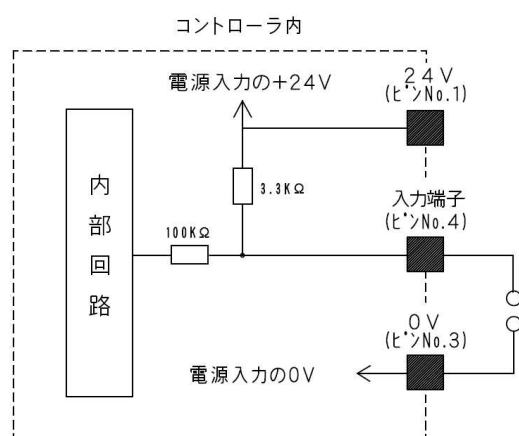 コントローラ内
電源入力の+24V
24V
(ピンNo.1)
3.3KΩ
入力端子
(ピンNo.4)
100KΩ
内部回路
0V
(ピンNo.3)
電源入力の0V